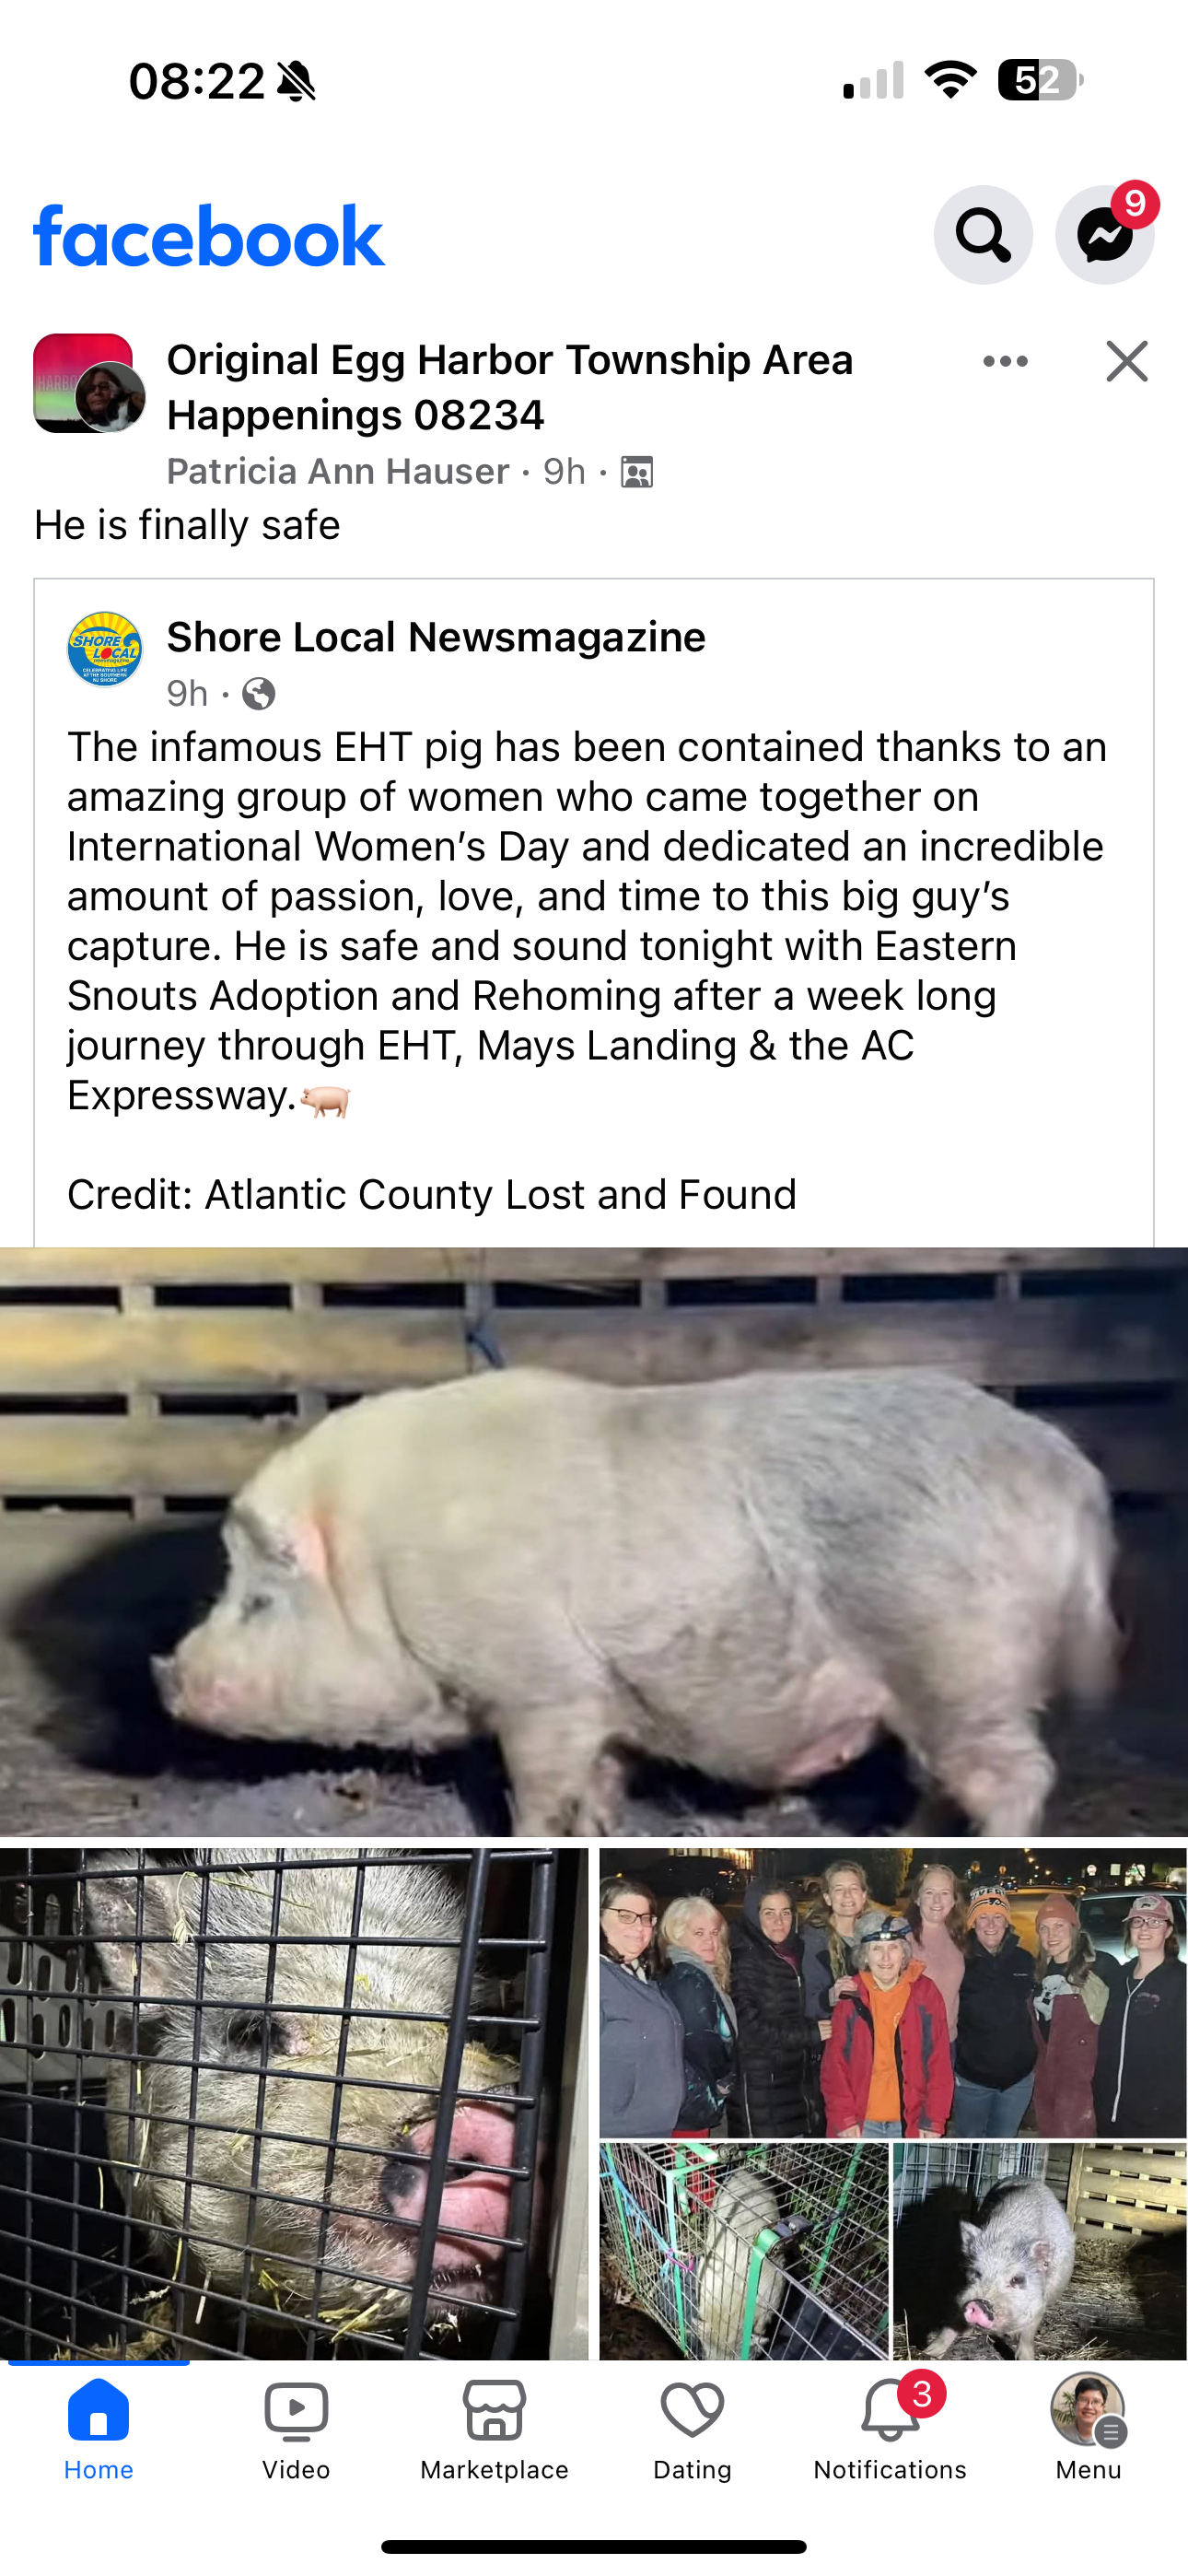 08:22
52
facebook
9
Original Egg Harbor Township Area
Happenings 08234
Patricia Ann Hauser · 9h ·
He is finally safe
SHORE
LOCAL
Shore Local Newsmagazine
9h ·
The infamous EHT pig has been contained thanks to an
amazing group of women who came together on
International Women's Day and dedicated an incredible
amount of passion, love, and time to this big guy's
capture. He is safe and sound tonight with Eastern
Snouts Adoption and Rehoming after a week long
journey through EHT, Mays Landing & the AC
Expressway.🐖
Credit: Atlantic County Lost and Found
3
Home
Video
Marketplace
Dating
Notifications
Menu